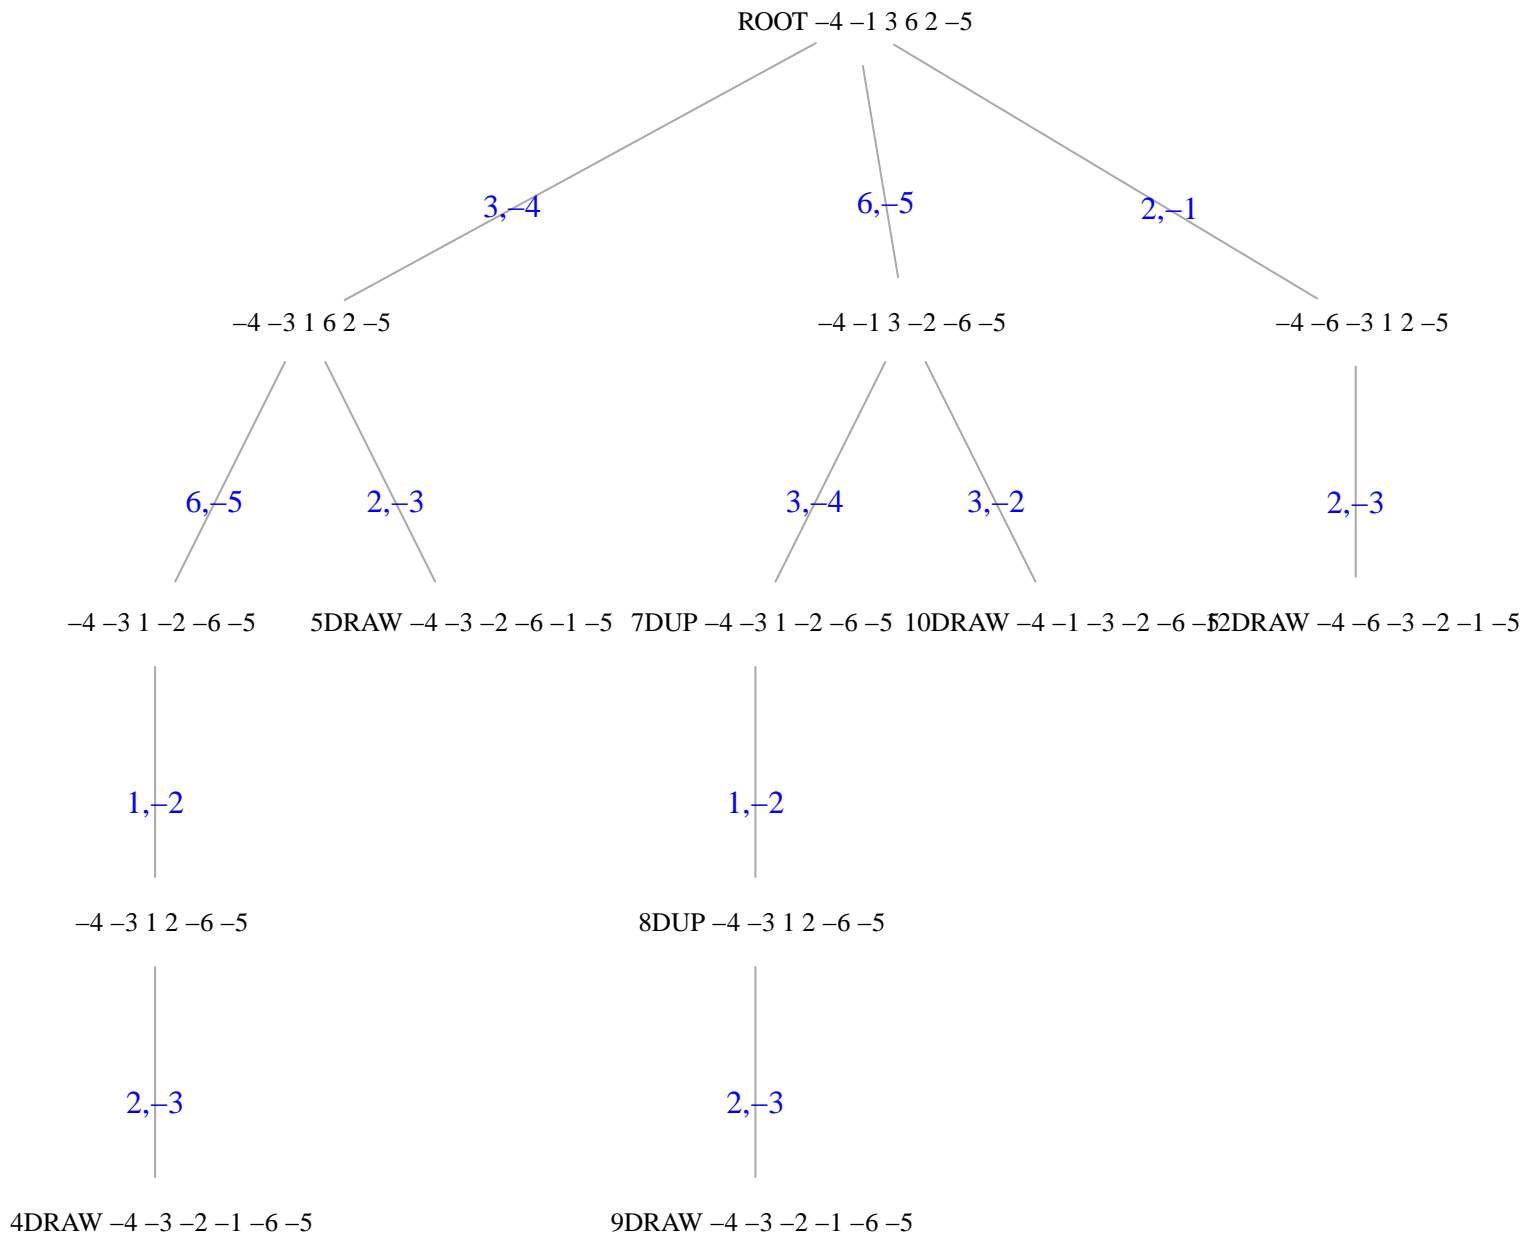 ROOT –4 –1 3 6 2 –5
3,–4
6,–5
2,–1
–4 –3 1 6 2 –5
–4 –1 3 –2 –6 –5
–4 –6 –3 1 2 –5
6,–5
2,–3
3,–4
3,–2
2,–3
–4 –3 1 –2 –6 –5
5DRAW –4 –3 –2 –6 –1 –5
7DUP –4 –3 1 –2 –6 –5
10DRAW –4 –1 –3 –2 –6 –5
12DRAW –4 –6 –3 –2 –1 –5
1,–2
1,–2
–4 –3 1 2 –6 –5
8DUP –4 –3 1 2 –6 –5
2,–3
2,–3
4DRAW –4 –3 –2 –1 –6 –5
9DRAW –4 –3 –2 –1 –6 –5